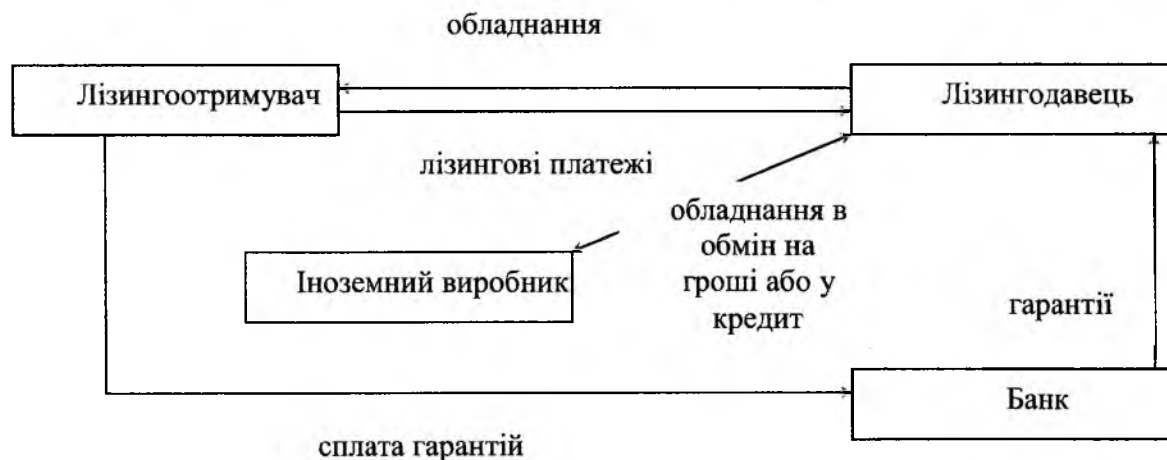 обладнання
Лізингоотримувач
Лізингодавець
лізингові платежі
обладнання в
обмін на
гроші або у
кредит
Іноземний виробник
гарантії
Банк
сплата гарантій